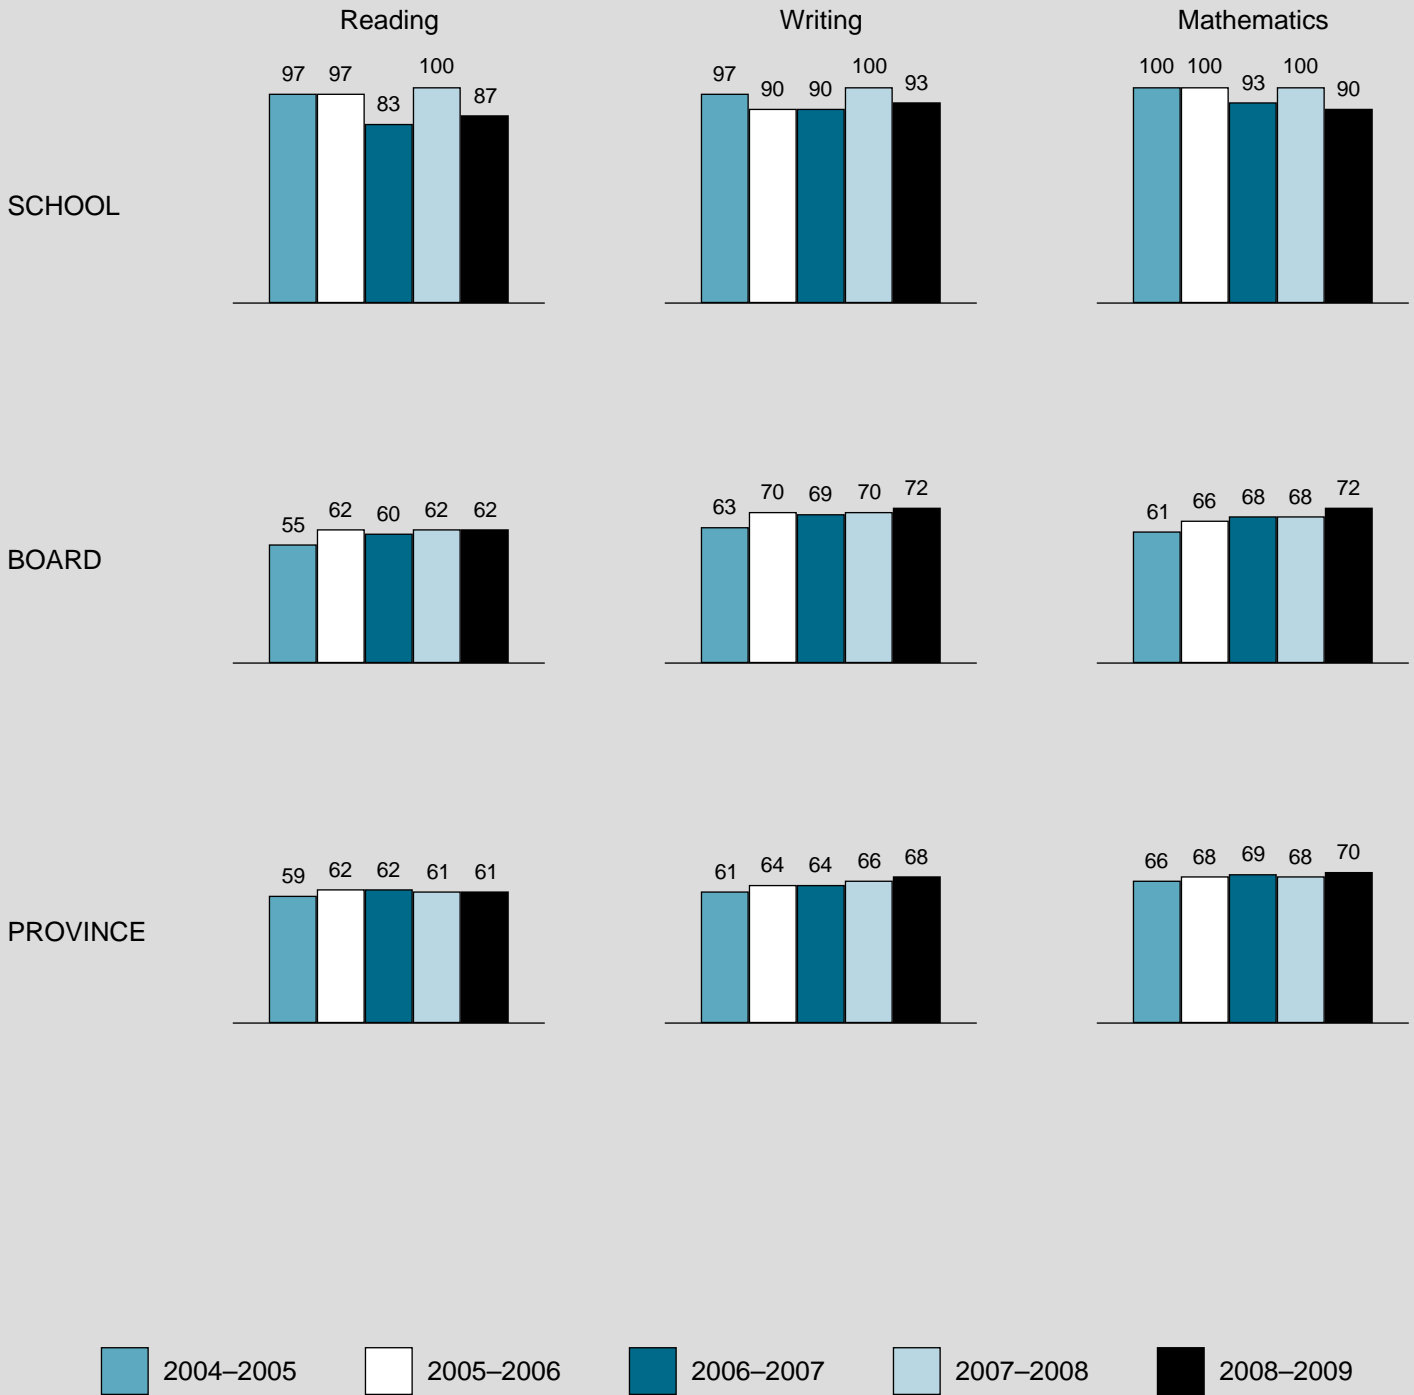 Reading Writing Mathematics
97 97 83 100 87
97 90 90 100 93
100 100 93 100 90
SCHOOL
55 62 60 62 62
63 70 69 70 72
61 66 68 68 72
BOARD
59 62 62 61 61
61 64 64 66 68
66 68 69 68 70
PROVINCE
2004–2005 2005–2006 2006–2007 2007–2008 2008–2009